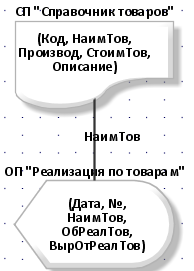 СП "Справочник товаров"
(Код, НаимТов,
Производ, СтоимТов,
Описание)
НаимТов
ОП "Реализация по товарам"
(Дата, №,
НаимТов,
ОбРеалТов,
ВырОтРеалТов)